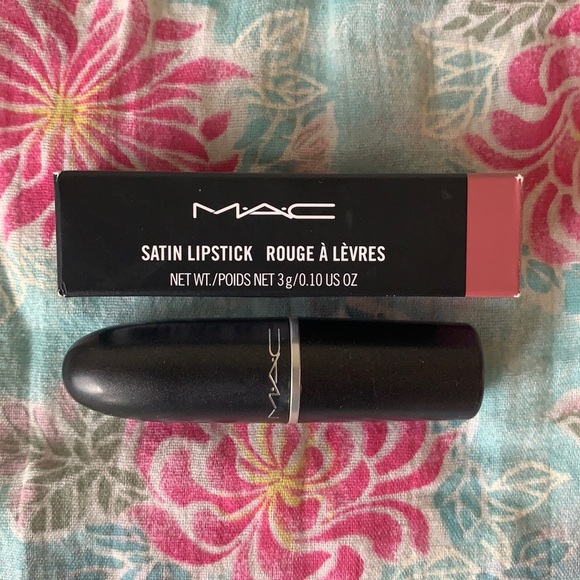 M·A·C
SATIN LIPSTICK ROUGE À LÈVRES
NET WT./POIDS NET 3 g/0.10 US OZ
M·A·C